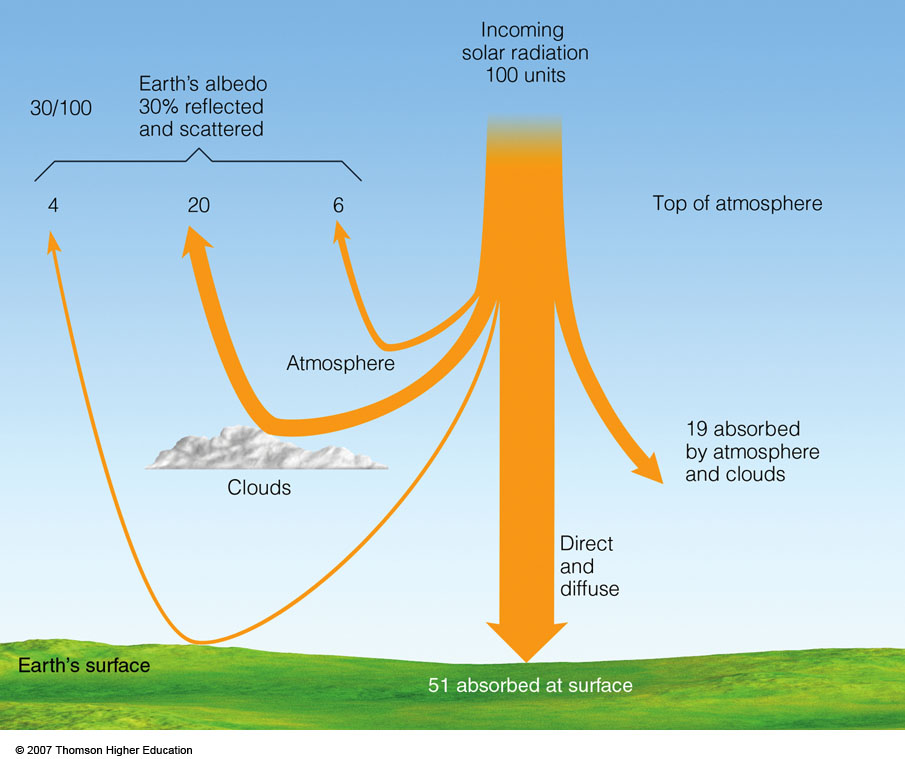 Incoming
solar radiation
100 units
30/100
Earth's albedo
30% reflected
and scattered
4
20
6
Top of atmosphere
Atmosphere
Clouds
19 absorbed
by atmosphere
and clouds
Direct
and
diffuse
Earth's surface
51 absorbed at surface
© 2007 Thomson Higher Education